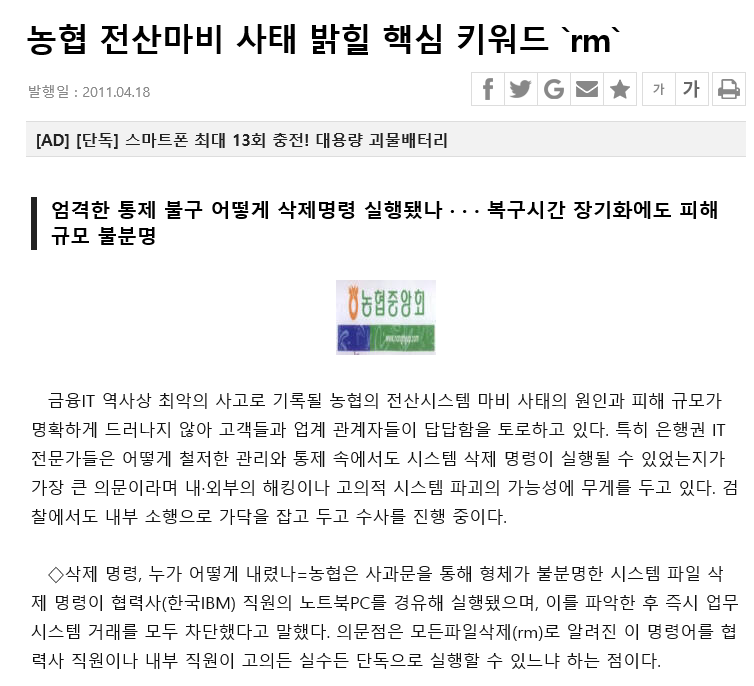 농협 전산마비 사태 밝힐 핵심 키워드 `rm`
발행일 : 2011.04.18
가 가
[AD] [단독] 스마트폰 최대 13회 충전! 대용량 괴물배터리
엄격한 통제 불구 어떻게 삭제명령 실행됐나 · · · 복구시간 장기화에도 피해
규모 불분명
농협중앙회
금융IT 역사상 최악의 사고로 기록될 농협의 전산시스템 마비 사태의 원인과 피해 규모가
명확하게 드러나지 않아 고객들과 업계 관계자들이 답답함을 토로하고 있다. 특히 은행권 IT
전문가들은 어떻게 철저한 관리와 통제 속에서도 시스템 삭제 명령이 실행될 수 있었는지가
가장 큰 의문이라며 내·외부의 해킹이나 고의적 시스템 파괴의 가능성에 무게를 두고 있다. 검
찰에서도 내부 소행으로 가닥을 잡고 두고 수사를 진행 중이다.
◇삭제 명령, 누가 어떻게 내렸나=농협은 사과문을 통해 형체가 불분명한 시스템 파일 삭
제 명령이 협력사(한국IBM) 직원의 노트북PC를 경유해 실행됐으며, 이를 파악한 후 즉시 업무
시스템 거래를 모두 차단했다고 말했다. 의문점은 모든파일삭제(rm)로 알려진 이 명령어를 협
력사 직원이나 내부 직원이 고의든 실수든 단독으로 실행할 수 있느냐 하는 점이다.